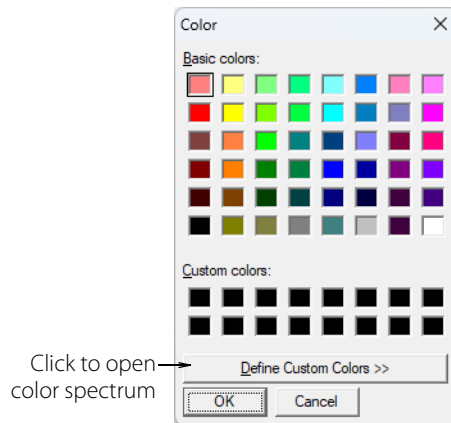 Color
Basic colors:
Custom colors:
Click to open
color spectrum
Define Custom Colors >>
OK
Cancel